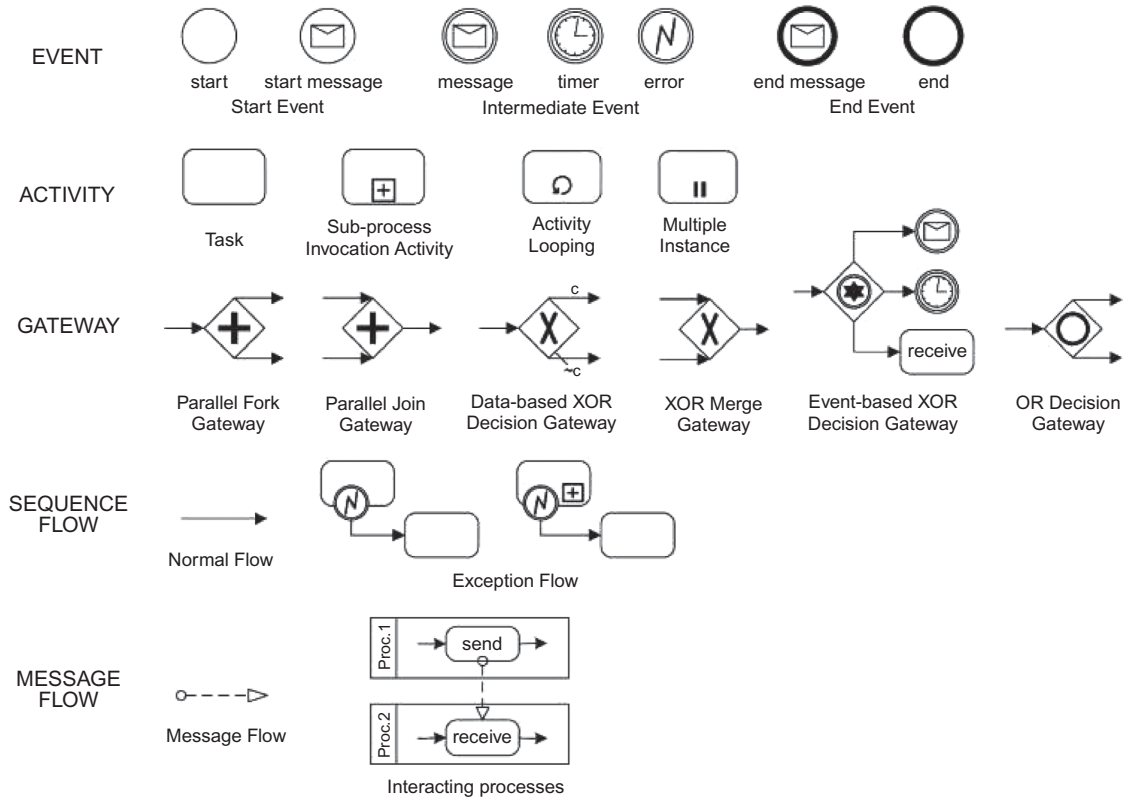 EVENT
start
start message
message
timer
error
end message
end
Start Event
Intermediate Event
End Event
ACTIVITY
Task
Sub-process
Invocation Activity
Activity
Looping
Multiple
Instance
GATEWAY
c
~c
receive
Parallel Fork
Gateway
Parallel Join
Gateway
Data-based XOR
Decision Gateway
XOR Merge
Gateway
Event-based XOR
Decision Gateway
OR Decision
Gateway
SEQUENCE
FLOW
Normal Flow
Exception Flow
MESSAGE
FLOW
Message Flow
Proc.1
send
Proc.2
receive
Interacting processes